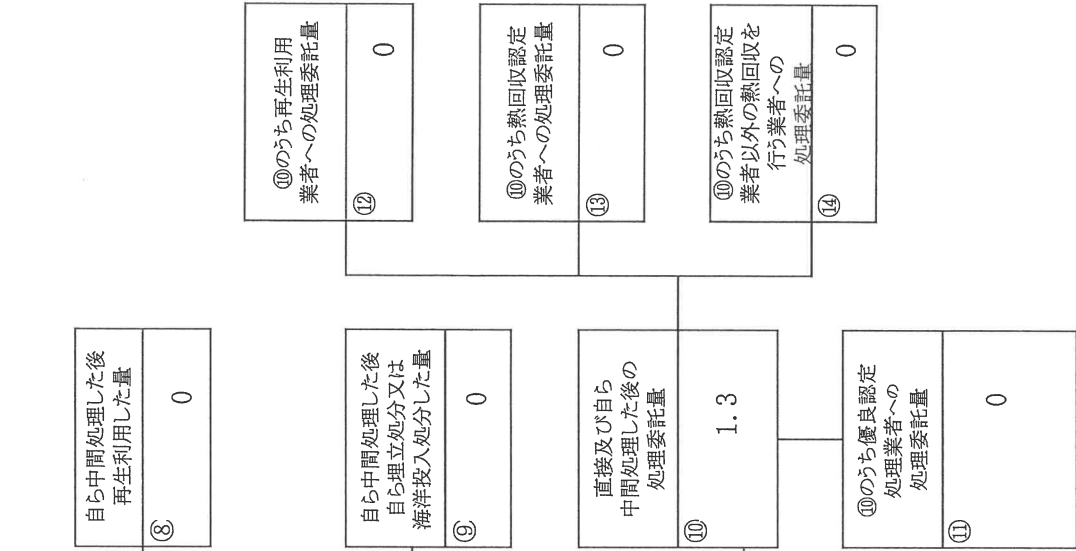 自ら中間処理した後
再生利用した量
⑧
0
自ら中間処理した後
自ら埋立処分又は
海洋投入処分した量
⑨
0
直接及び自ら
中間処理した後の
処理委託量
⑩
1.3
⑩のうち優良認定
処理業者への
処理委託量
⑪
0
⑩のうち再生利用
業者への処理委託量
⑫
0
⑩のうち熱回収認定
業者への処理委託量
⑬
0
⑩のうち熱回収認定
業者以外の熱回収を
行う業者への
処理委託量
⑭
0